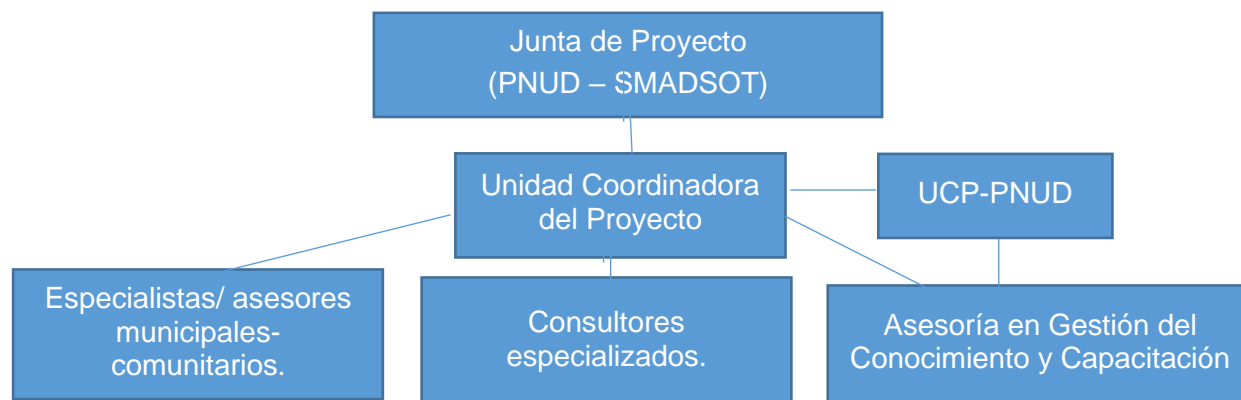 Junta de Proyecto
(PNUD – SMADSOT)
Unidad Coordinadora
del Proyecto
UCP-PNUD
Especialistas/ asesores
municipales-
comunitarios.
Consultores
especializados.
Asesoría en Gestión del
Conocimiento y Capacitación